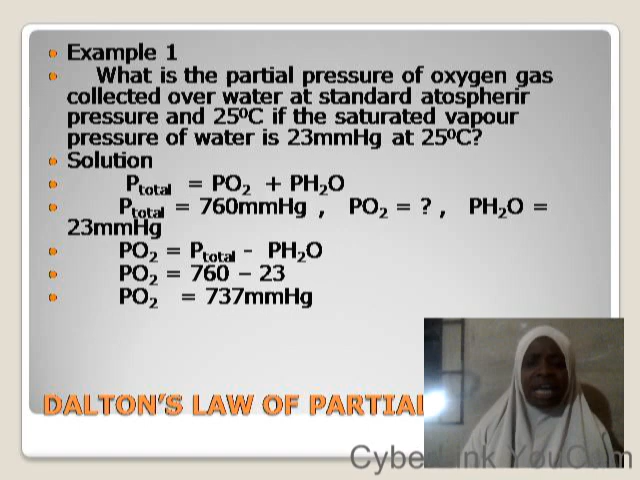 Example 1
What is the partial pressure of oxygen gas
collected over water at standard atospherir
pressure and 25⁰C if the saturated vapour
pressure of water is 23mmHg at 25⁰C?
Solution
Ptotal = PO₂ + PH₂O
Ptotal = 760mmHg , PO₂ = ? , PH₂O =
23mmHg
PO₂ = Ptotal - PH₂O
PO₂ = 760 – 23
PO₂ = 737mmHg
DALTON'S LAW OF PARTIAL
CyberLink YouCam